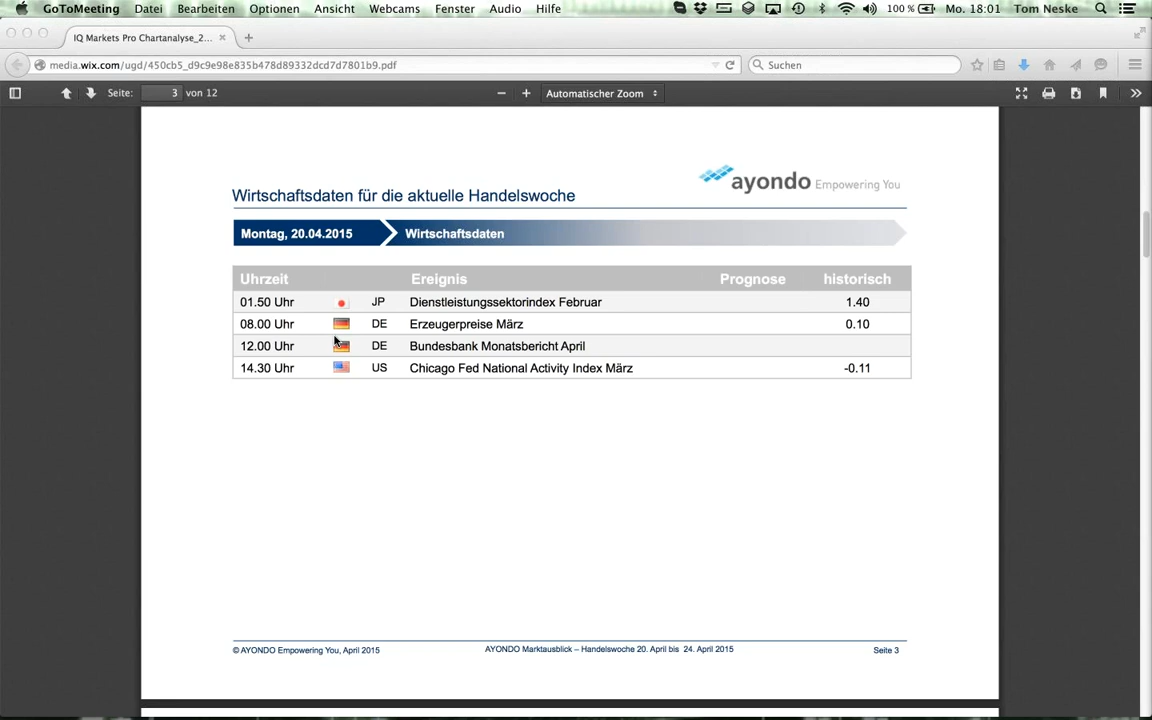 GoToMeeting Datei Bearbeiten Optionen Ansicht Webcams Fenster Audio Hilfe 100 % Mo. 18:01 Tom Neske
IQ Markets Pro Chartanalyse_2...
media.wix.com/ugd/450cb5_d9c9e98e835b478d89332dcd7d7801b9.pdf Suchen
Seite: 3 von 12 Automatischer Zoom
ayondo Empowering You
Wirtschaftsdaten für die aktuelle Handelswoche
Montag, 20.04.2015 Wirtschaftsdaten
Uhrzeit Ereignis Prognose historisch
01.50 Uhr JP Dienstleistungssektorindex Februar 1.40
08.00 Uhr DE Erzeugerpreise März 0.10
12.00 Uhr DE Bundesbank Monatsbericht April
14.30 Uhr US Chicago Fed National Activity Index März -0.11
© AYONDO Empowering You, April 2015 AYONDO Marktausblick – Handelswoche 20. April bis 24. April 2015 Seite 3